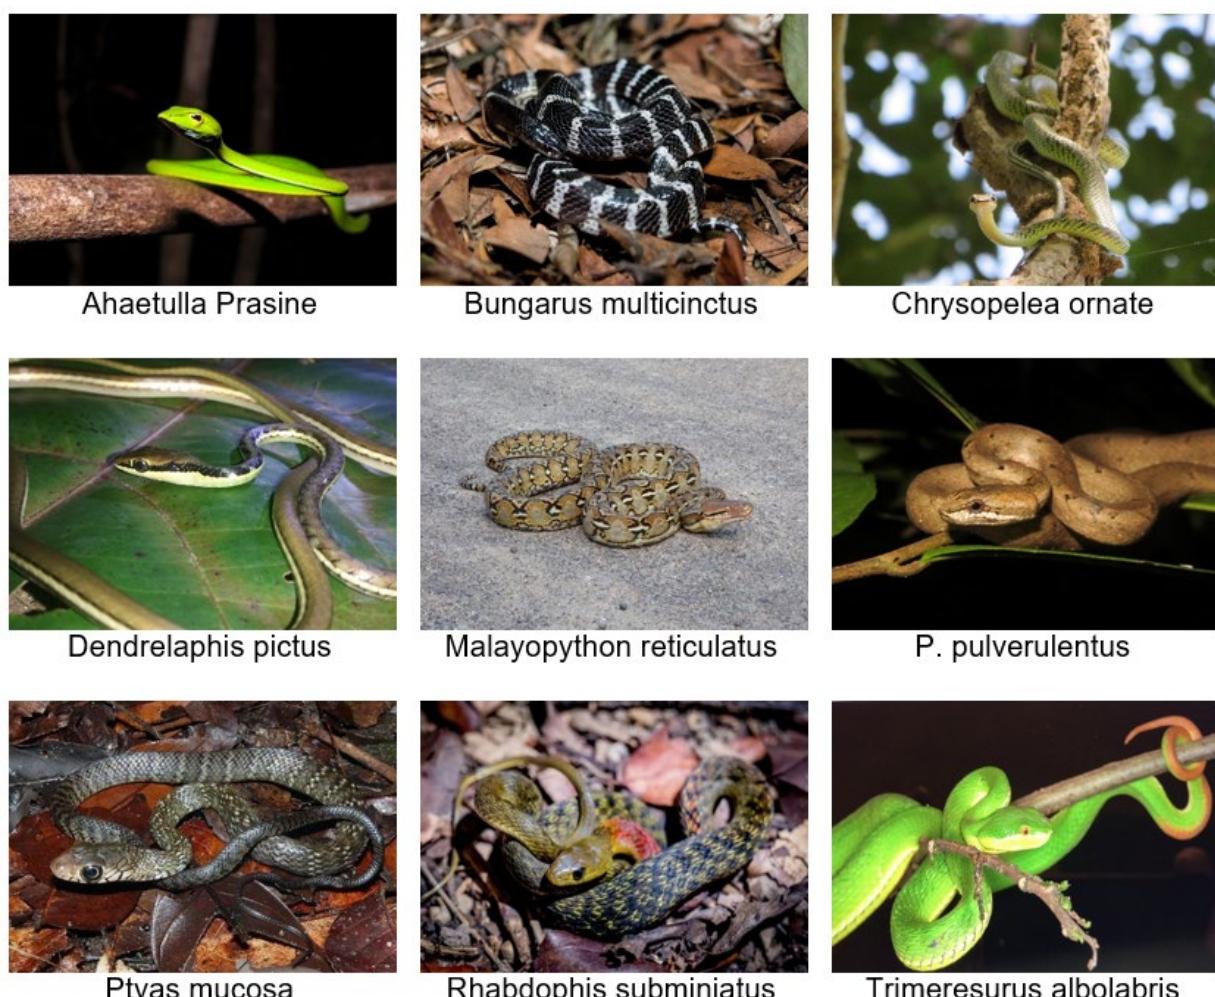 Ahaetulla Prasine
Bungarus multicinctus
Chrysopelea ornate
Dendrelaphis pictus
Malayopython reticulatus
P. pulverulentus
Ptyas mucosa
Rhabdophis subminiatus
Trimeresurus albolabris